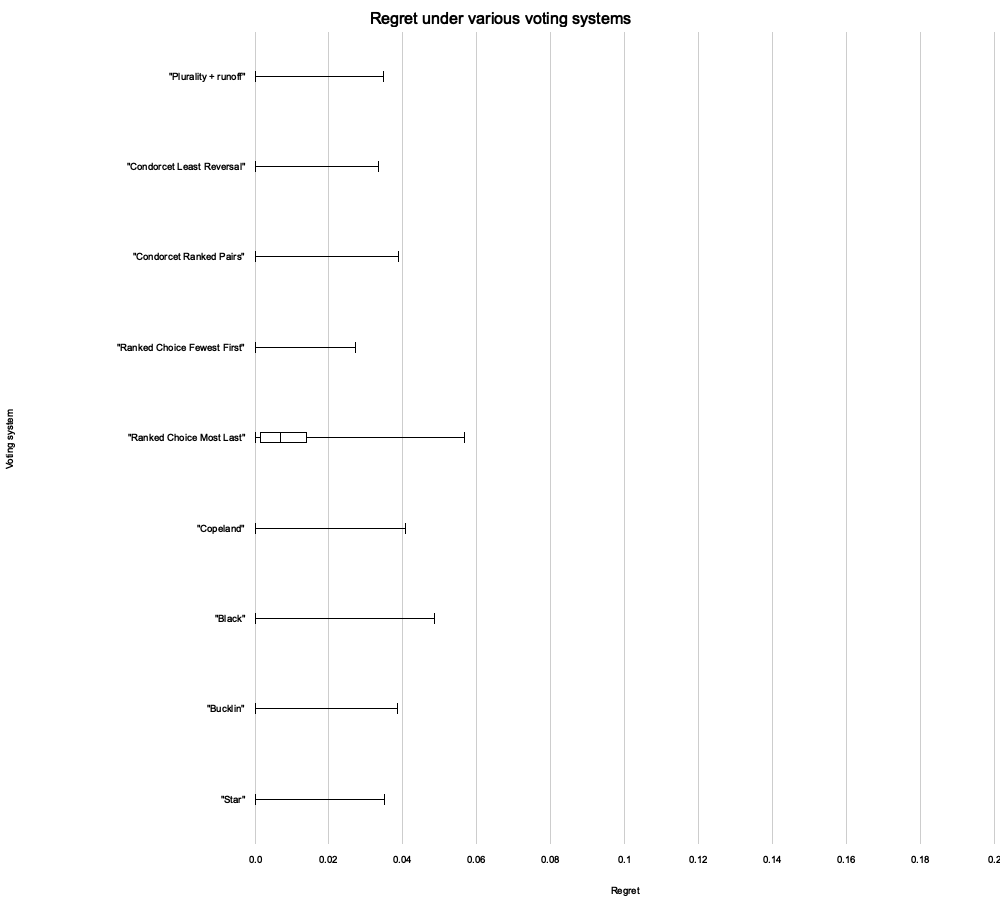 Regret under various voting systems
"Plurality + runoff"
"Condorcet Least Reversal"
"Condorcet Ranked Pairs"
"Ranked Choice Fewest First"
"Ranked Choice Most Last"
"Copeland"
"Black"
"Bucklin"
"Star"
Voting system
0.0 0.02 0.04 0.06 0.08 0.1 0.12 0.14 0.16 0.18 0.2
Regret